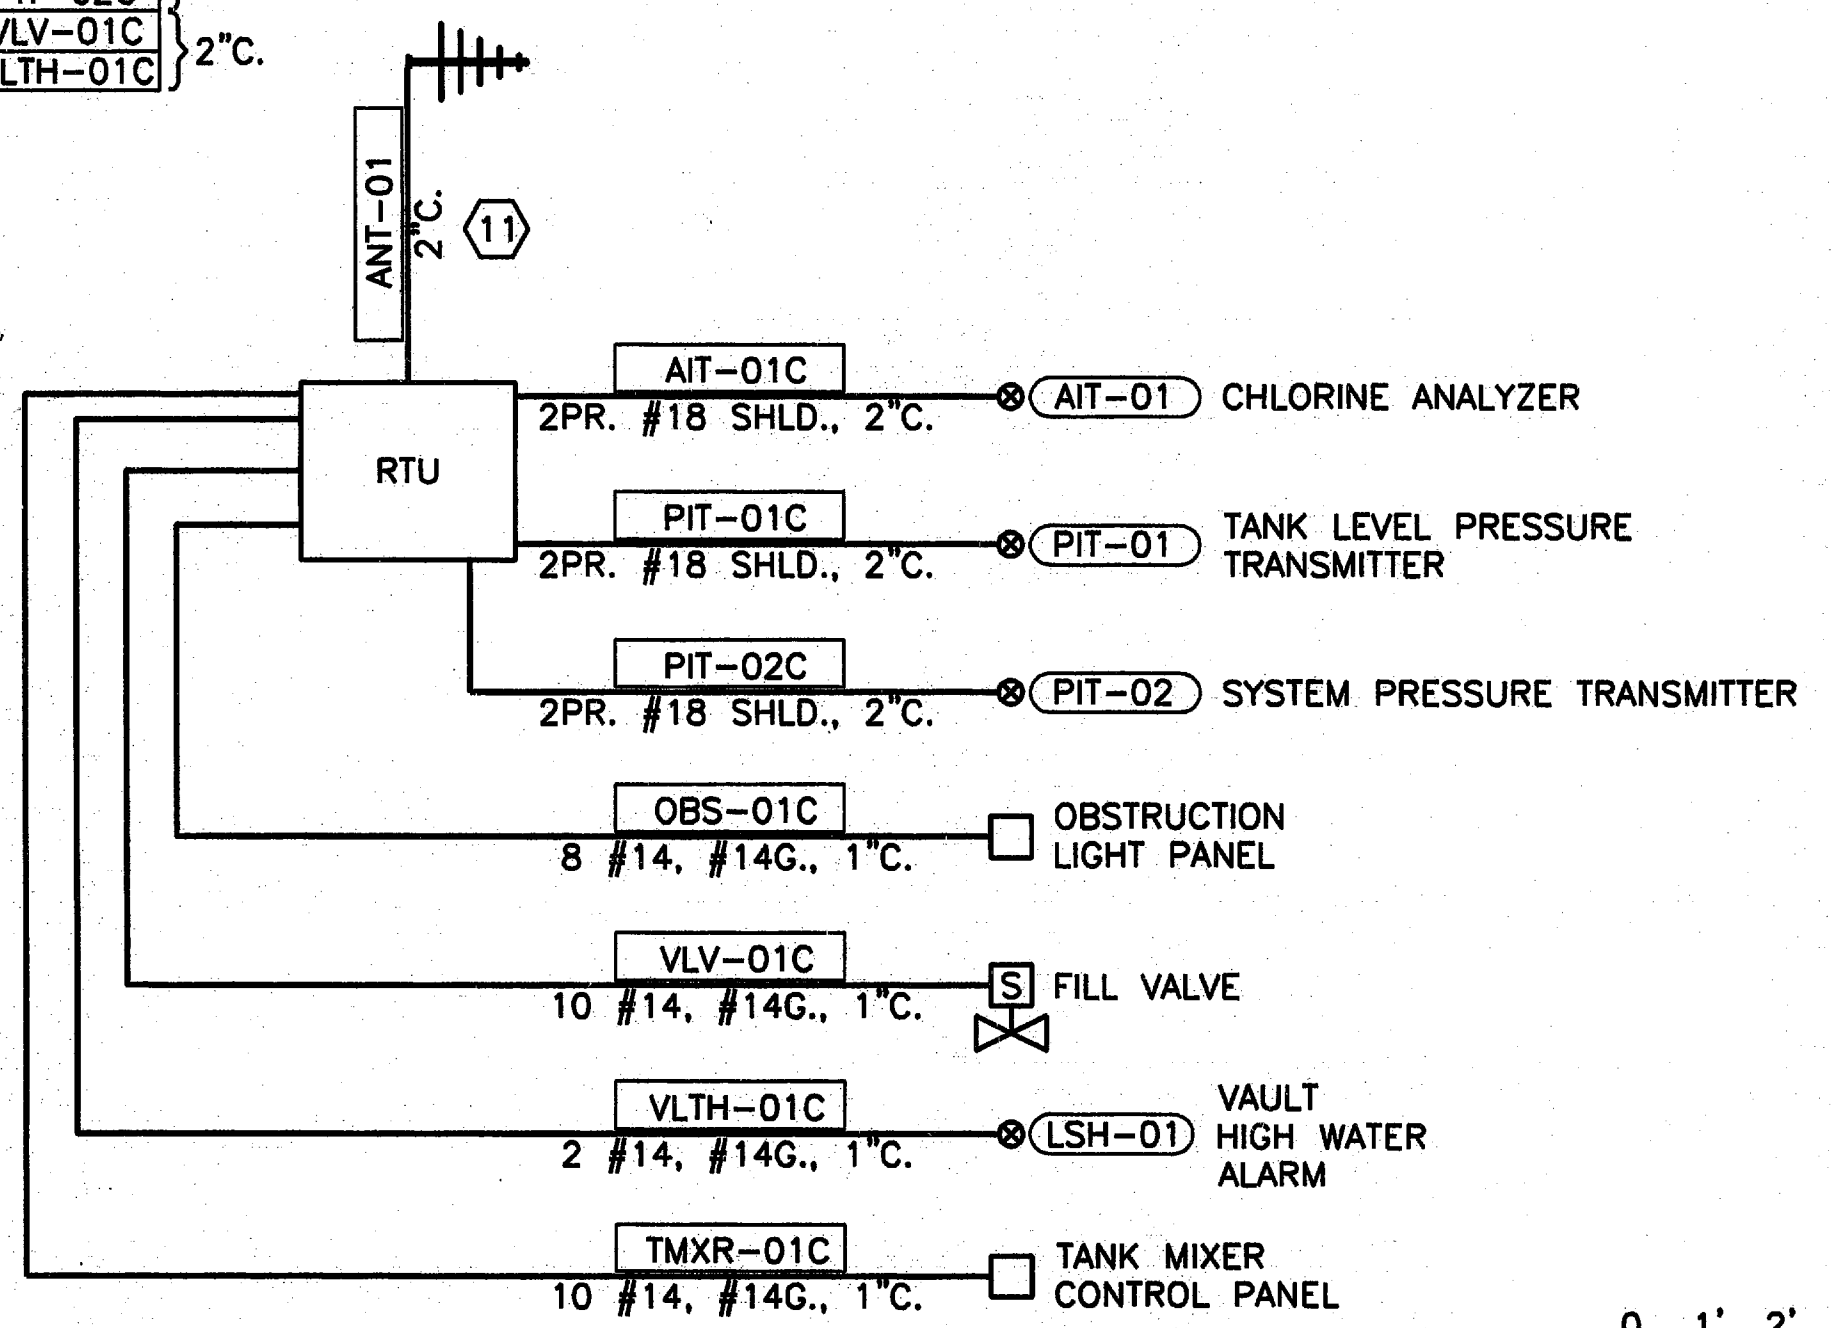 VLV-01C
LTH-01C
2"C.
ANT-01
2"C.
11
RTU
AIT-01C
2PR. #18 SHLD., 2"C.
AIT-01
CHLORINE ANALYZER
PIT-01C
2PR. #18 SHLD., 2"C.
PIT-01
TANK LEVEL PRESSURE
TRANSMITTER
PIT-02C
2PR. #18 SHLD., 2"C.
PIT-02
SYSTEM PRESSURE TRANSMITTER
OBS-01C
8 #14, #14G., 1"C.
OBSTRUCTION
LIGHT PANEL
VLV-01C
10 #14, #14G., 1"C.
S
FILL VALVE
VLTH-01C
2 #14, #14G., 1"C.
LSH-01
VAULT
HIGH WATER
ALARM
TMXR-01C
10 #14, #14G., 1"C.
TANK MIXER
CONTROL PANEL
0 1' 2'